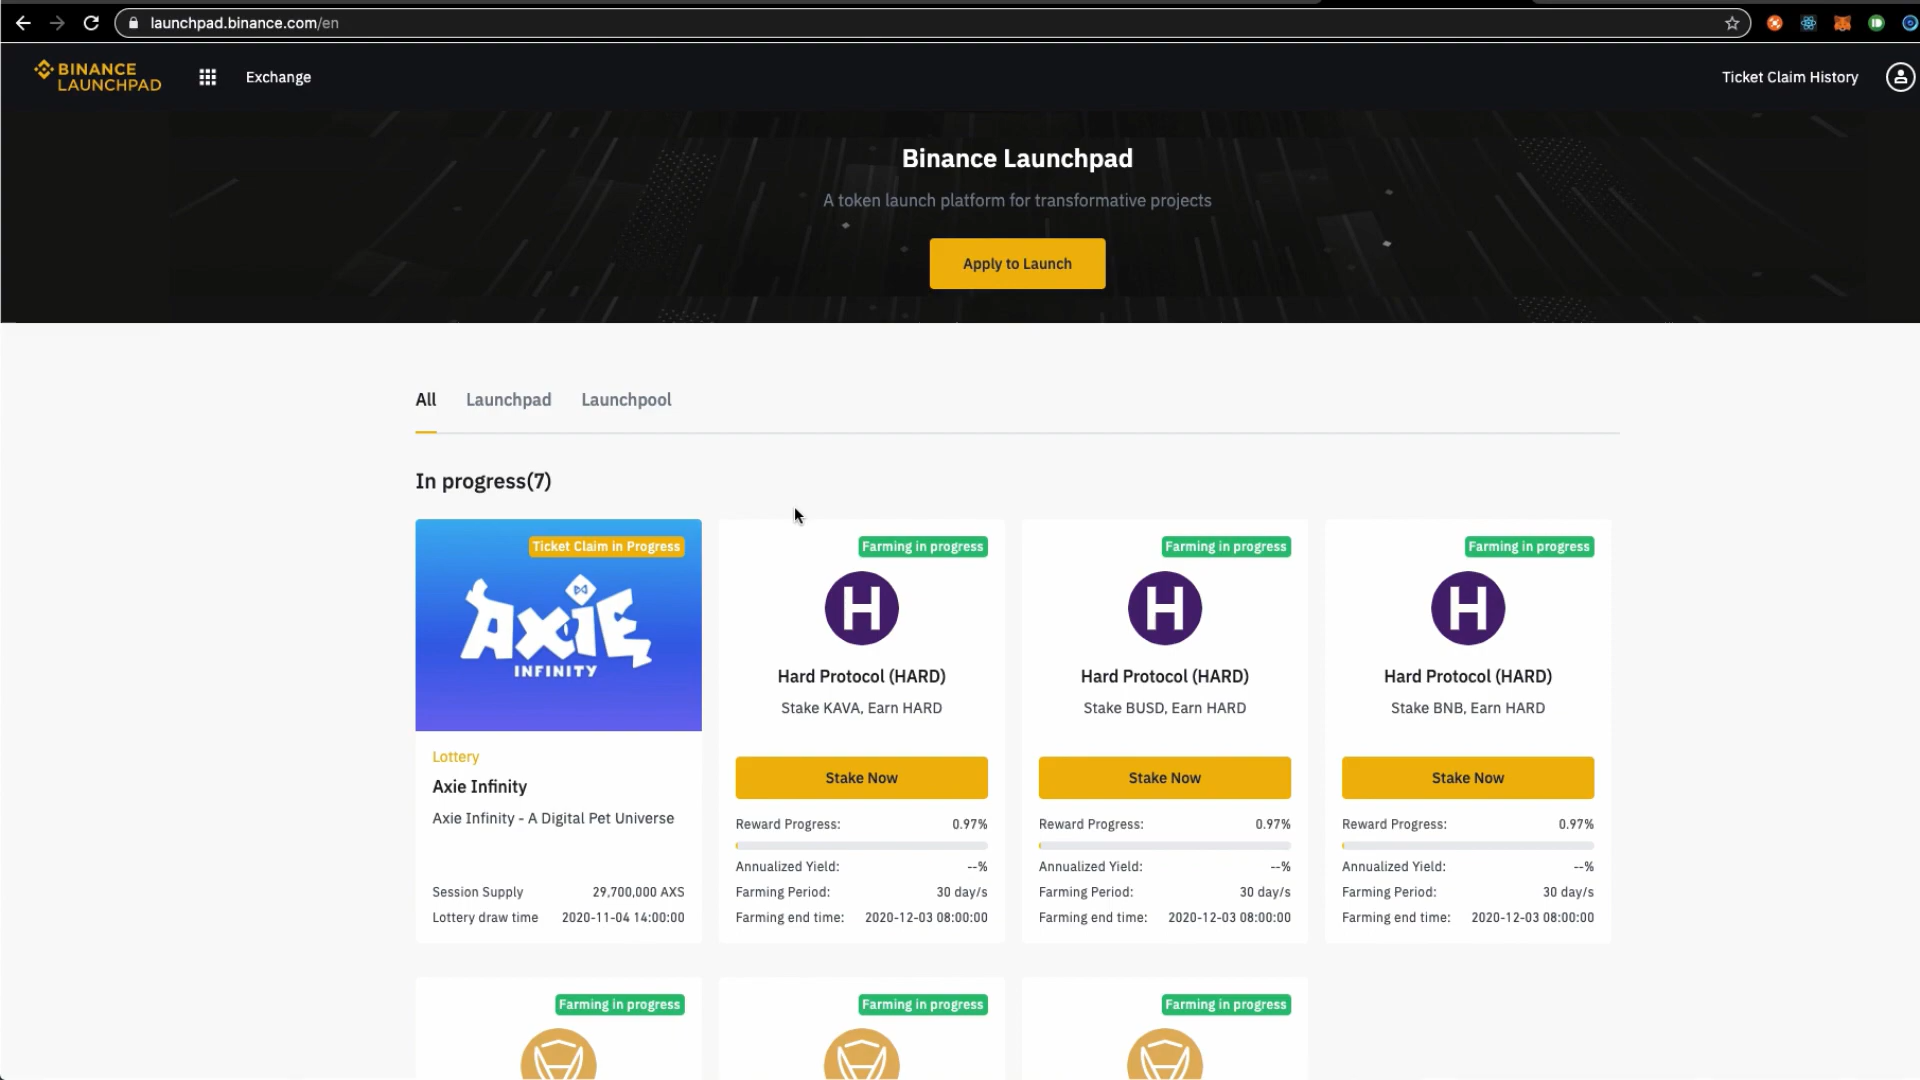 launchpad.binance.com/en
BINANCE
LAUNCHPAD
Exchange
Ticket Claim History
Binance Launchpad
A token launch platform for transformative projects
Apply to Launch
All Launchpad Launchpool
In progress(7)
Ticket Claim in Progress
AXIE
INFINITY
Lottery
Axie Infinity
Axie Infinity - A Digital Pet Universe
Session Supply 29,700,000 AXS
Lottery draw time 2020-11-04 14:00:00
Farming in progress
H
Hard Protocol (HARD)
Stake KAVA, Earn HARD
Stake Now
Reward Progress: 0.97%
Annualized Yield: --%
Farming Period: 30 day/s
Farming end time: 2020-12-03 08:00:00
Farming in progress
H
Hard Protocol (HARD)
Stake BUSD, Earn HARD
Stake Now
Reward Progress: 0.97%
Annualized Yield: --%
Farming Period: 30 day/s
Farming end time: 2020-12-03 08:00:00
Farming in progress
H
Hard Protocol (HARD)
Stake BNB, Earn HARD
Stake Now
Reward Progress: 0.97%
Annualized Yield: --%
Farming Period: 30 day/s
Farming end time: 2020-12-03 08:00:00
Farming in progress
Farming in progress
Farming in progress